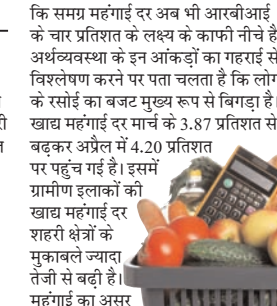 कि समग्र महंगाई दर अब भी आरबीआई
के चार प्रतिशत के लक्ष्य के काफी नीचे है
अर्थव्यवस्था के इन आंकड़ों का गहराई से
विश्लेषण करने पर पता चलता है कि लोग
के रसोई का बजट मुख्य रूप से बिगड़ा है।
खाद्य महंगाई दर मार्च के 3.87 प्रतिशत से
बढ़कर अप्रैल में 4.20 प्रतिशत
पर पहुंच गई है। इसमें
ग्रामीण इलाकों की
खाद्य महंगाई दर
शहरी क्षेत्रों के
मुकाबले ज्यादा
तेजी से बढ़ी है।
महंगाई का असर